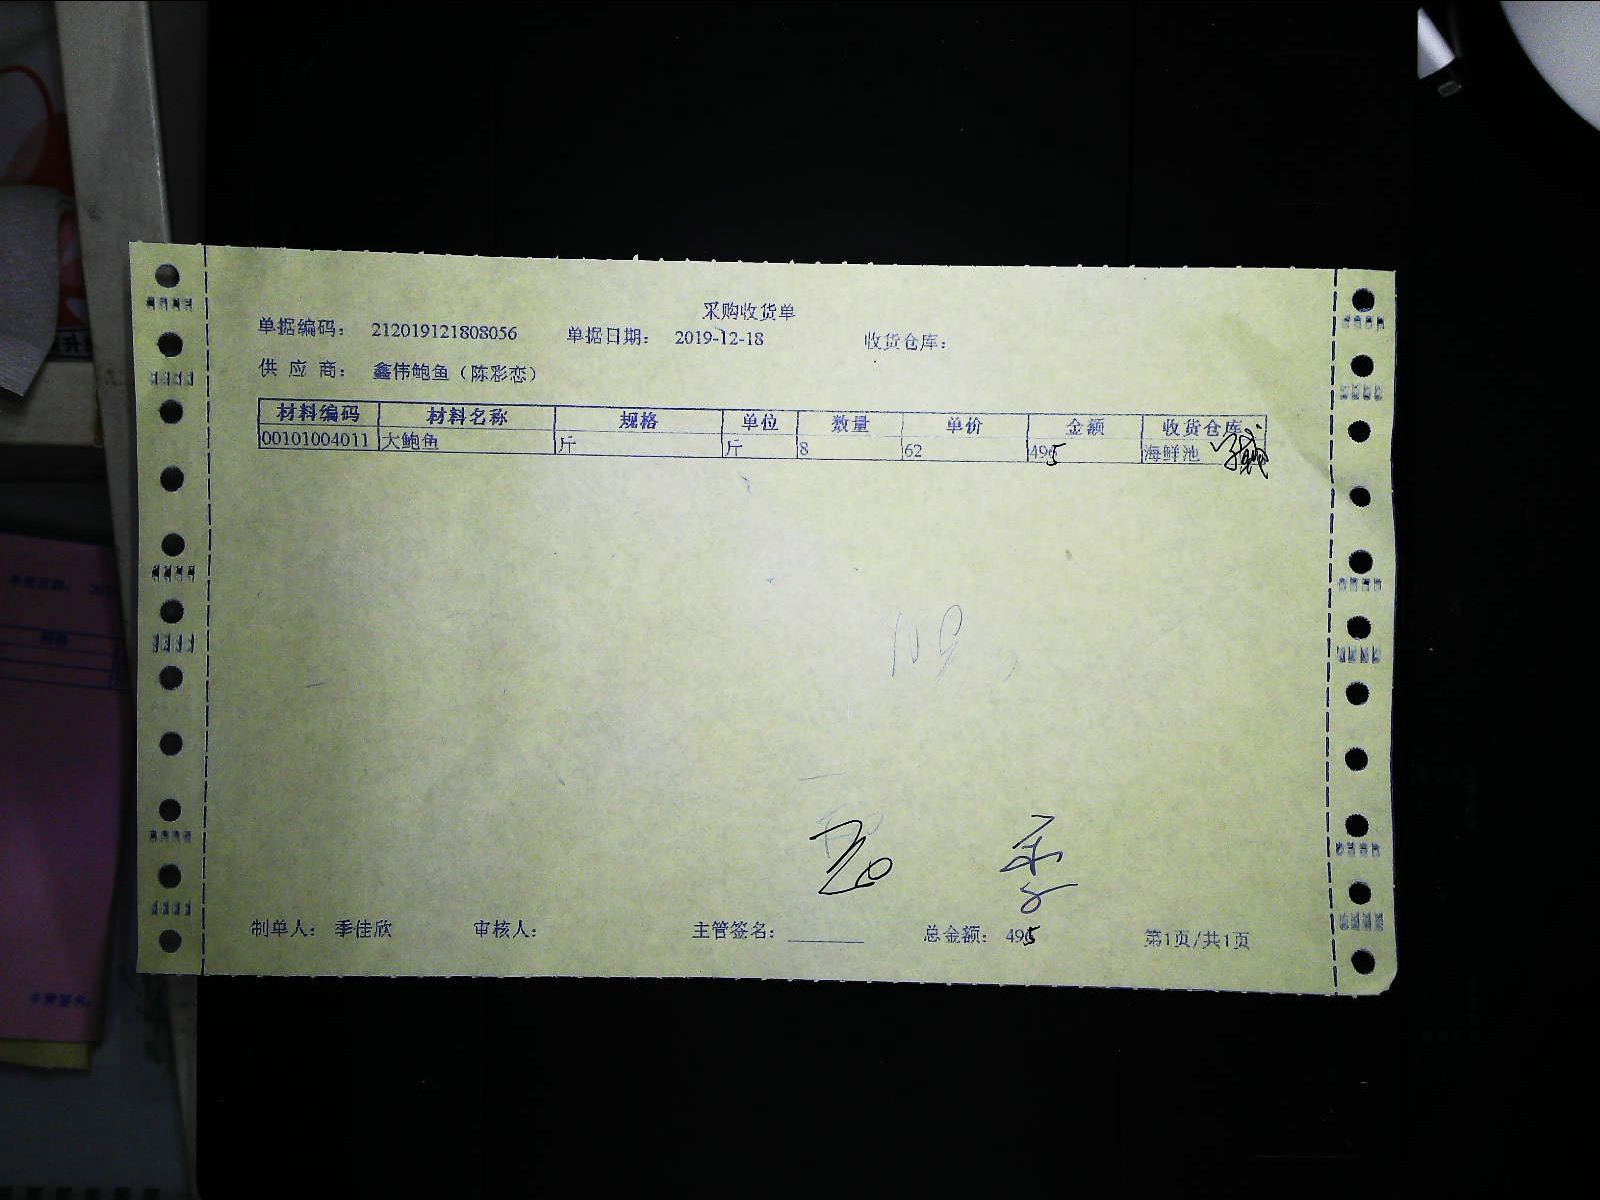 采购收货单
单据编码： 212019121808056 单据日期： 2019-12-18 收货仓库：
供 应 商： 鑫伟鲍鱼（陈彩恋）
材料编码 材料名称 规格 单位 数量 单价 金额 收货仓库
00101004011 大鲍鱼 斤 斤 8 62 495 海鲜池
制单人： 季佳欣 审核人： 主管签名： 总金额： 495 第1页/共1页